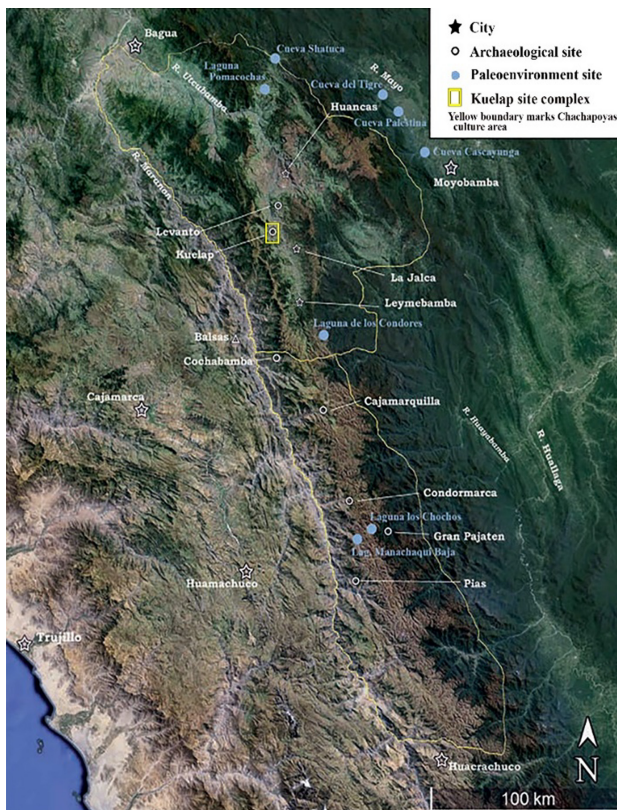 City
Archaeological site
Paleoenvironment site
Kuelap site complex
Yellow boundary marks Chachapoyas
culture area
Bagua
Cueva Shatuca
Laguna
Pomacochas
R. Utcubamba
R. Mayo
Cueva del Tigre
Huancas
Cueva Palestina
Cueva Cascayunga
Moyobamba
R. Maranon
Levanto
Kuelap
La Jalca
Leymebamba
Laguna de los Condores
Balsas
Cochabamba
Cajamarca
Cajamarquilla
R. Huayabamba
R. Huallaga
Condormarca
Laguna los Chochos
Gran Pajaten
Lag. Manachaqui Baja
Huamachuco
Pias
Trujillo
Huacrachuco
N
100 km